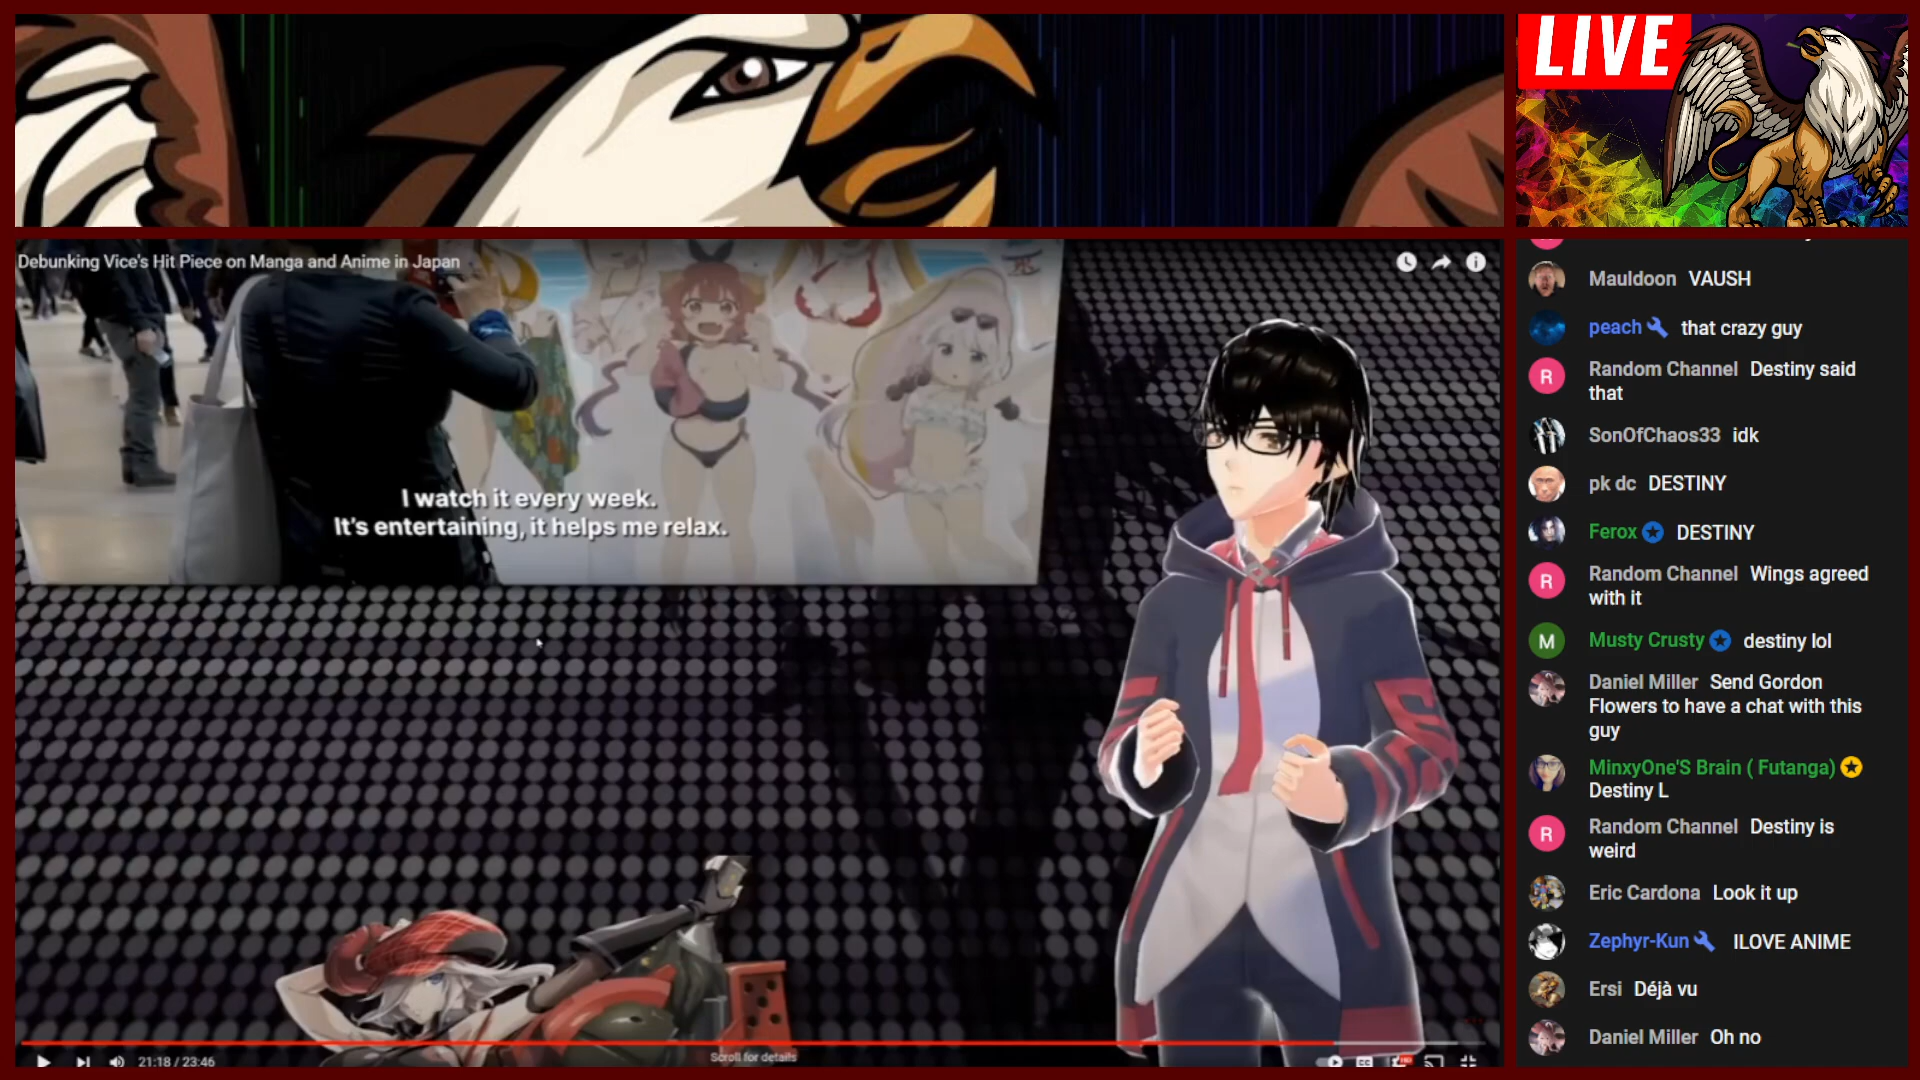 LIVE
Debunking Vice's Hit Piece on Manga and Anime in Japan
I watch it every week.
It's entertaining, it helps me relax.
Scroll for details
21:18 / 23:46
CC
HD
Mauldoon VAUSH
peach that crazy guy
R
Random Channel Destiny said
that
SonOfChaos33 idk
pk dc DESTINY
Ferox DESTINY
R
Random Channel Wings agreed
with it
M
Musty Crusty destiny lol
Daniel Miller Send Gordon
Flowers to have a chat with this
guy
MinxyOne'S Brain ( Futanga)
Destiny L
R
Random Channel Destiny is
weird
Eric Cardona Look it up
Zephyr-Kun ILOVE ANIME
Ersi Déjà vu
Daniel Miller Oh no